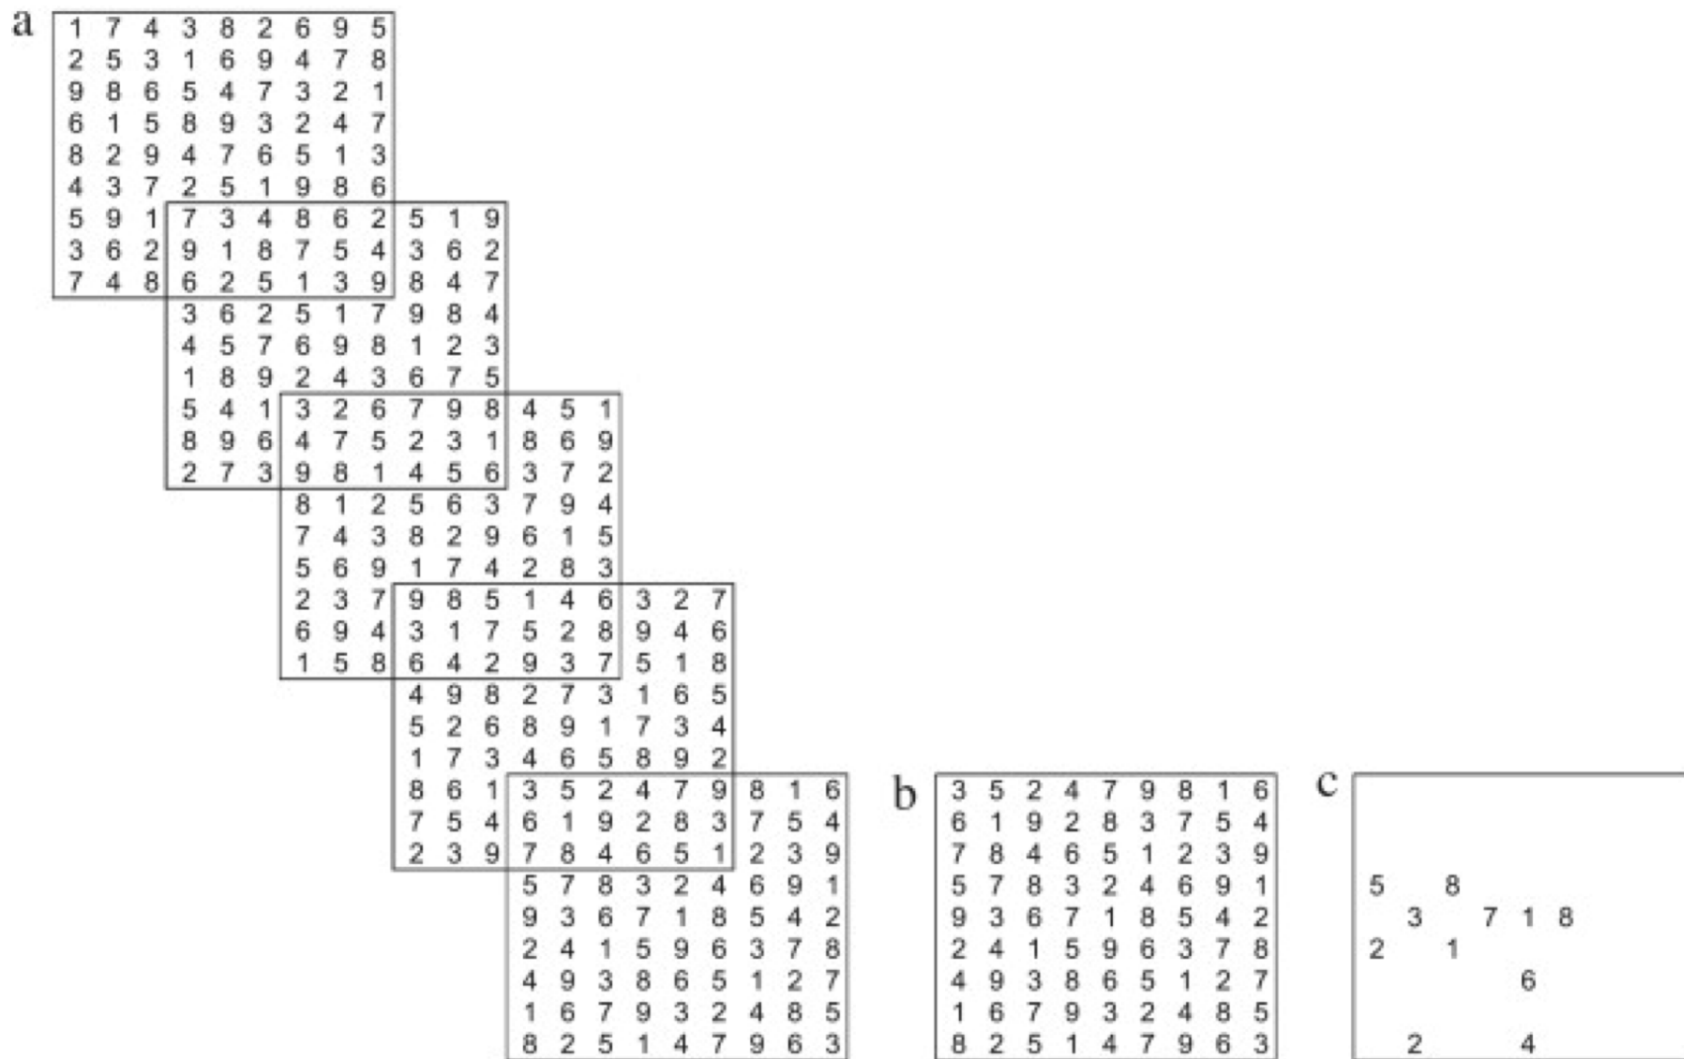 a 1 7 4 3 8 2 6 9 5
2 5 3 1 6 9 4 7 8
9 8 6 5 4 7 3 2 1
6 1 5 8 9 3 2 4 7
8 2 9 4 7 6 5 1 3
4 3 7 2 5 1 9 8 6
5 9 1 7 3 4 8 6 2 5 1 9
3 6 2 9 1 8 7 5 4 3 6 2
7 4 8 6 2 5 1 3 9 8 4 7
3 6 2 5 1 7 9 8 4
4 5 7 6 9 8 1 2 3
1 8 9 2 4 3 6 7 5
5 4 1 3 2 6 7 9 8 4 5 1
8 9 6 4 7 5 2 3 1 8 6 9
2 7 3 9 8 1 4 5 6 3 7 2
8 1 2 5 6 3 7 9 4
7 4 3 8 2 9 6 1 5
5 6 9 1 7 4 2 8 3
2 3 7 9 8 5 1 4 6 3 2 7
6 9 4 3 1 7 5 2 8 9 4 6
1 5 8 6 4 2 9 3 7 5 1 8
4 9 8 2 7 3 1 6 5
5 2 6 8 9 1 7 3 4
1 7 3 4 6 5 8 9 2
8 6 1 3 5 2 4 7 9 8 1 6
7 5 4 6 1 9 2 8 3 7 5 4
2 3 9 7 8 4 6 5 1 2 3 9
5 7 8 3 2 4 6 9 1
9 3 6 7 1 8 5 4 2
2 4 1 5 9 6 3 7 8
4 9 3 8 6 5 1 2 7
1 6 7 9 3 2 4 8 5
8 2 5 1 4 7 9 6 3
b 3 5 2 4 7 9 8 1 6
6 1 9 2 8 3 7 5 4
7 8 4 6 5 1 2 3 9
5 7 8 3 2 4 6 9 1
9 3 6 7 1 8 5 4 2
2 4 1 5 9 6 3 7 8
4 9 3 8 6 5 1 2 7
1 6 7 9 3 2 4 8 5
8 2 5 1 4 7 9 6 3
c
5 8
3 7 1 8
2 1
6
2 4